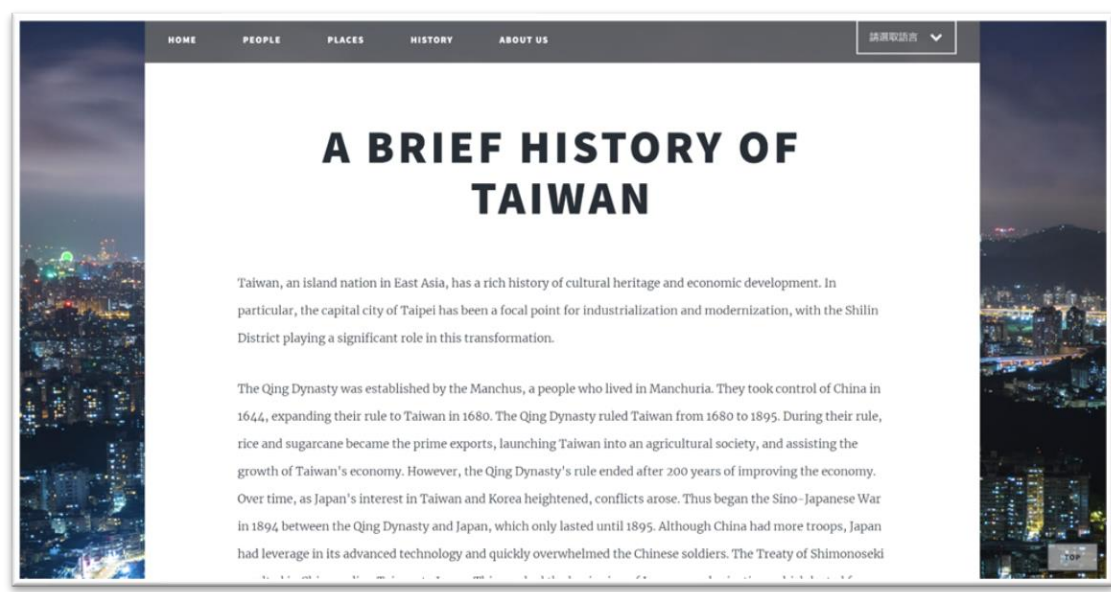 HOME PEOPLE PLACES HISTORY ABOUT US 請選取語言
A BRIEF HISTORY OF
TAIWAN
Taiwan, an island nation in East Asia, has a rich history of cultural heritage and economic development. In
particular, the capital city of Taipei has been a focal point for industrialization and modernization, with the Shilin
District playing a significant role in this transformation.
The Qing Dynasty was established by the Manchus, a people who lived in Manchuria. They took control of China in
1644, expanding their rule to Taiwan in 1680. The Qing Dynasty ruled Taiwan from 1680 to 1895. During their rule,
rice and sugarcane became the prime exports, launching Taiwan into an agricultural society, and assisting the
growth of Taiwan's economy. However, the Qing Dynasty's rule ended after 200 years of improving the economy.
Over time, as Japan's interest in Taiwan and Korea heightened, conflicts arose. Thus began the Sino-Japanese War
in 1894 between the Qing Dynasty and Japan, which only lasted until 1895. Although China had more troops, Japan
had leverage in its advanced technology and quickly overwhelmed the Chinese soldiers. The Treaty of Shimonoseki
TOP